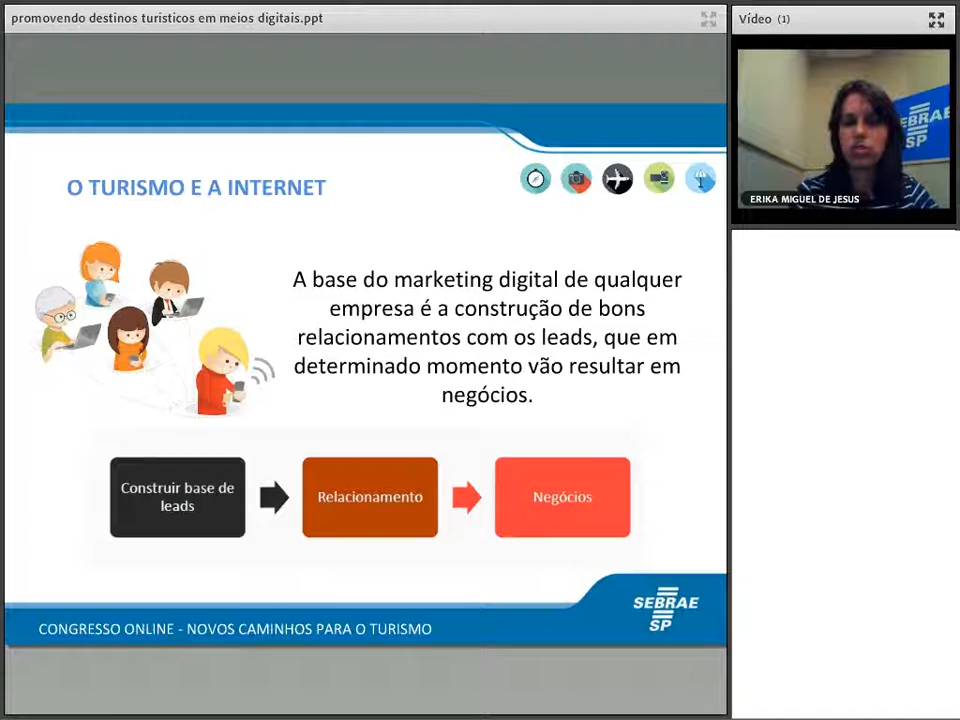 promovendo destinos turisticos em meios digitais.ppt
Vídeo (1)
SEBRAE
SP
ERIKA MIGUEL DE JESUS
O TURISMO E A INTERNET
A base do marketing digital de qualquer
empresa é a construção de bons
relacionamentos com os leads, que em
determinado momento vão resultar em
negócios.
Construir base de
leads
Relacionamento
Negócios
SEBRAE
SP
CONGRESSO ONLINE - NOVOS CAMINHOS PARA O TURISMO